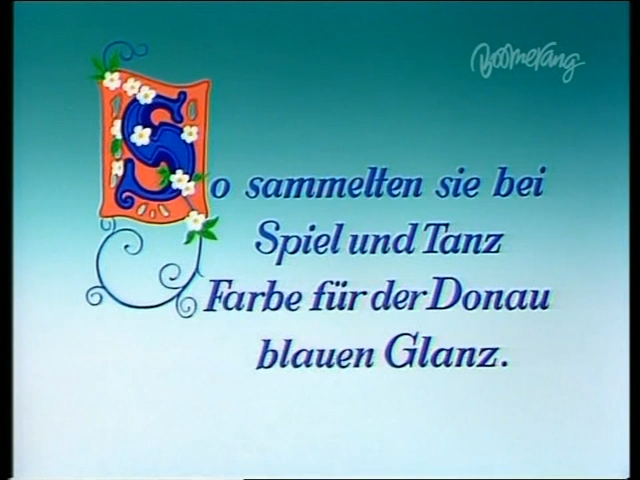 Boomerang
So sammelten sie bei
Spiel und Tanz
Farbe für der Donau
blauen Glanz.